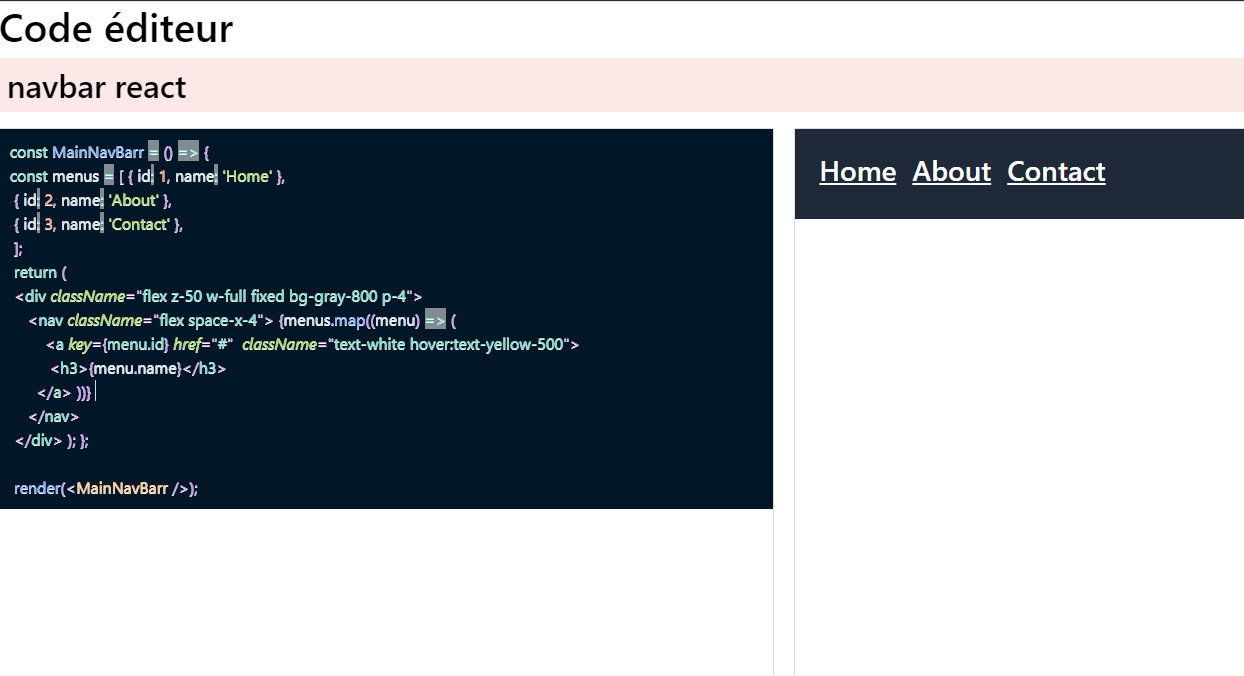 Code éditeur
navbar react
const MainNavBarr = () => {
const menus = [ { id: 1, name: 'Home' },
{ id: 2, name: 'About' },
{ id: 3, name: 'Contact' },
];
return (
<div className="flex z-50 w-full fixed bg-gray-800 p-4">
<nav className="flex space-x-4"> {menus.map((menu) => (
<a key={menu.id} href="#"  className="text-white hover:text-yellow-500">
<h3>{menu.name}</h3>
</a> ))}
</nav>
</div> ); };
render(<MainNavBarr />);
Home About Contact